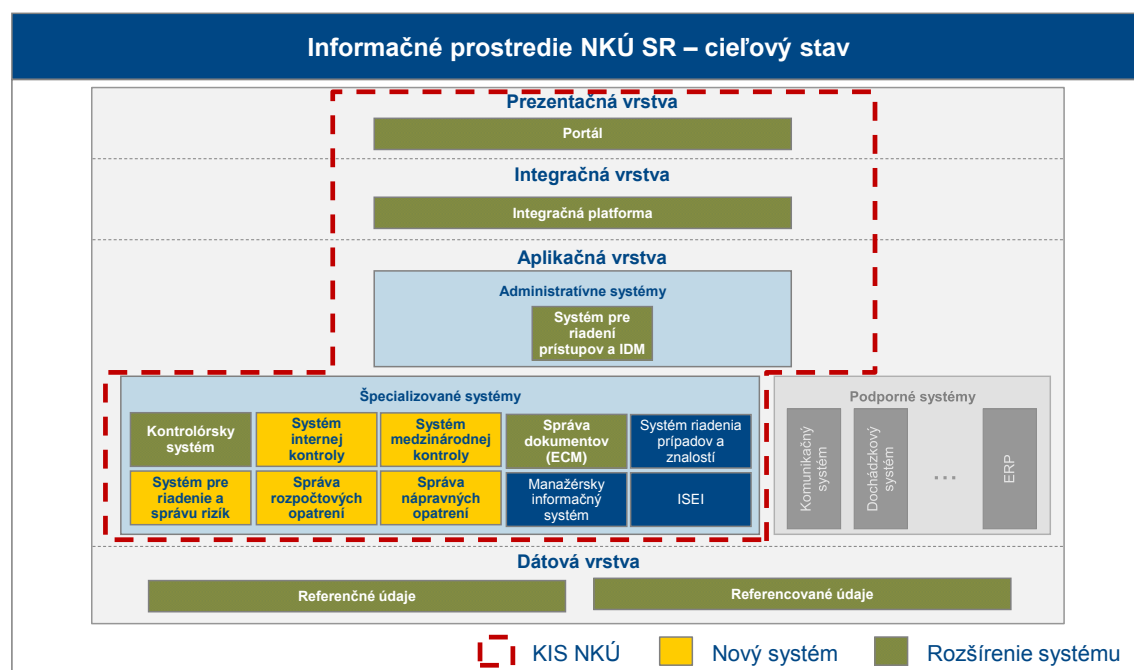 Informačné prostredie NKÚ SR – cieľový stav
Prezentačná vrstva
Portál
Integračná vrstva
Integračná platforma
Aplikačná vrstva
Administratívne systémy
Systém pre
riadení
prístupov a IDM
Špecializované systémy
Kontrolórsky
systém
Systém
internej
kontroly
Systém
medzinárodnej
kontroly
Správa
dokumentov
(ECM)
Systém riadenia
prípadov a
znalostí
Systém pre
riadenie a
správu rizík
Správa
rozpočtových
opatrení
Správa
nápravných
opatrení
Manažérsky
informačný
systém
ISEI
Podporné systémy
Komunikačný
systém
Dochádzkový
systém
...
ERP
Dátová vrstva
Referenčné údaje
Referencované údaje
KIS NKÚ
Nový systém
Rozšírenie systému